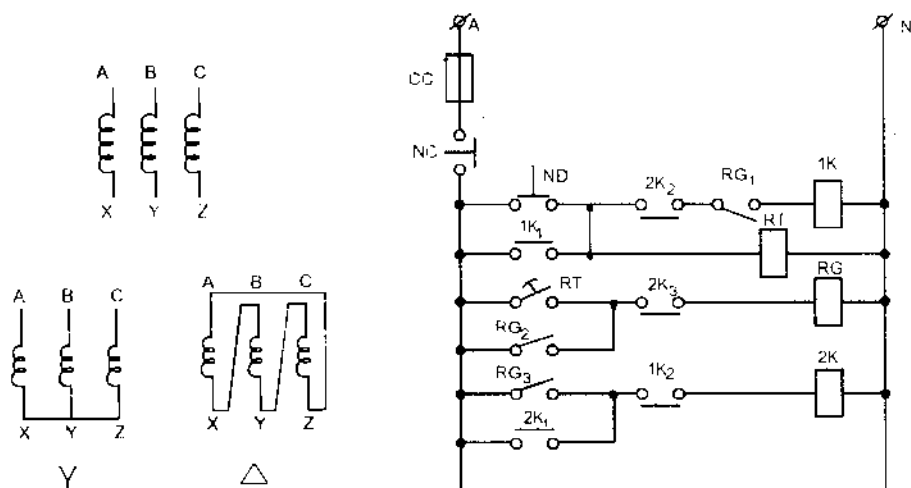 A B C
X Y Z
A B C
X Y Z
Y
A B C
X Y Z
△
A
N
CC
NC
ND
2K₂
RG₁
1K
1K₁
RT
RT
2K₃
RG
RG₂
RG₃
1K₂
2K
2K₁